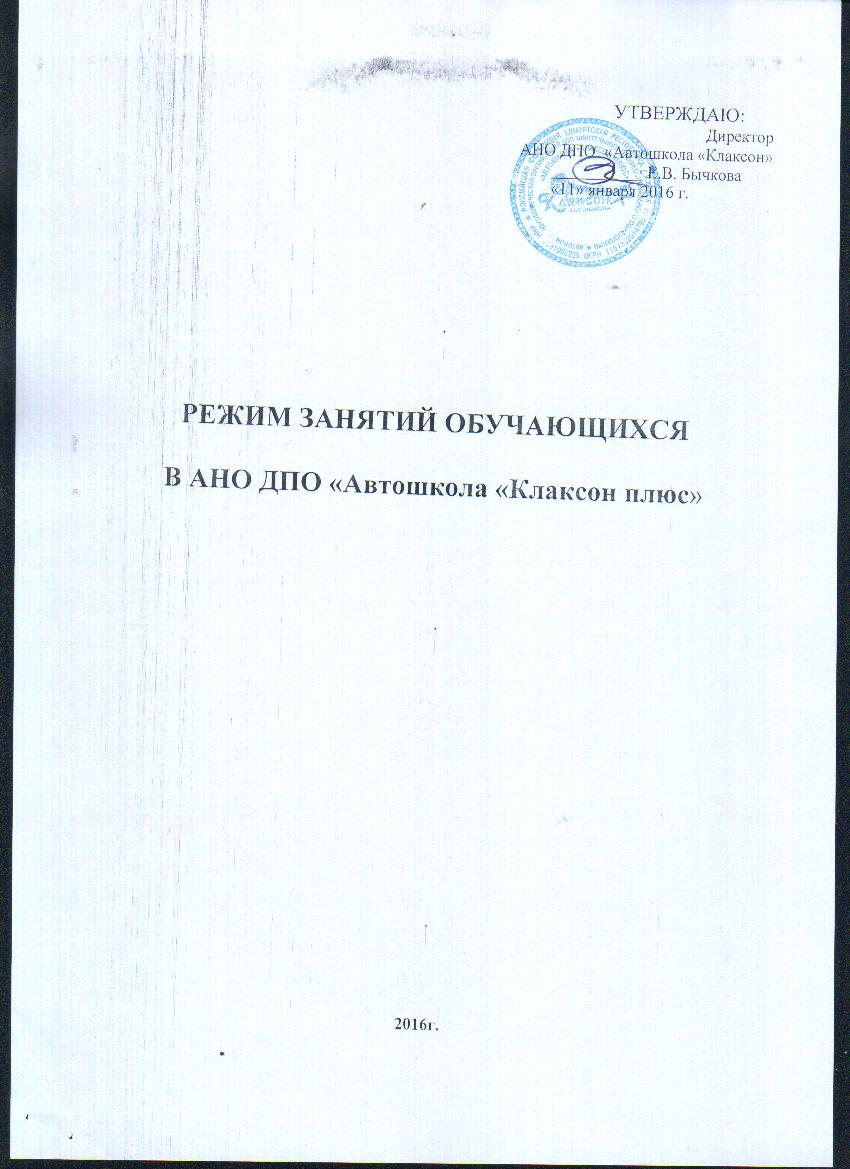 УТВЕРЖДАЮ:
Директор
АНО ДПО «Автошкола «Клаксон»
Е.В. Бычкова
«11» января 2016 г.
РЕЖИМ ЗАНЯТИЙ ОБУЧАЮЩИХСЯ
В АНО ДПО «Автошкола «Клаксон плюс»
2016г.